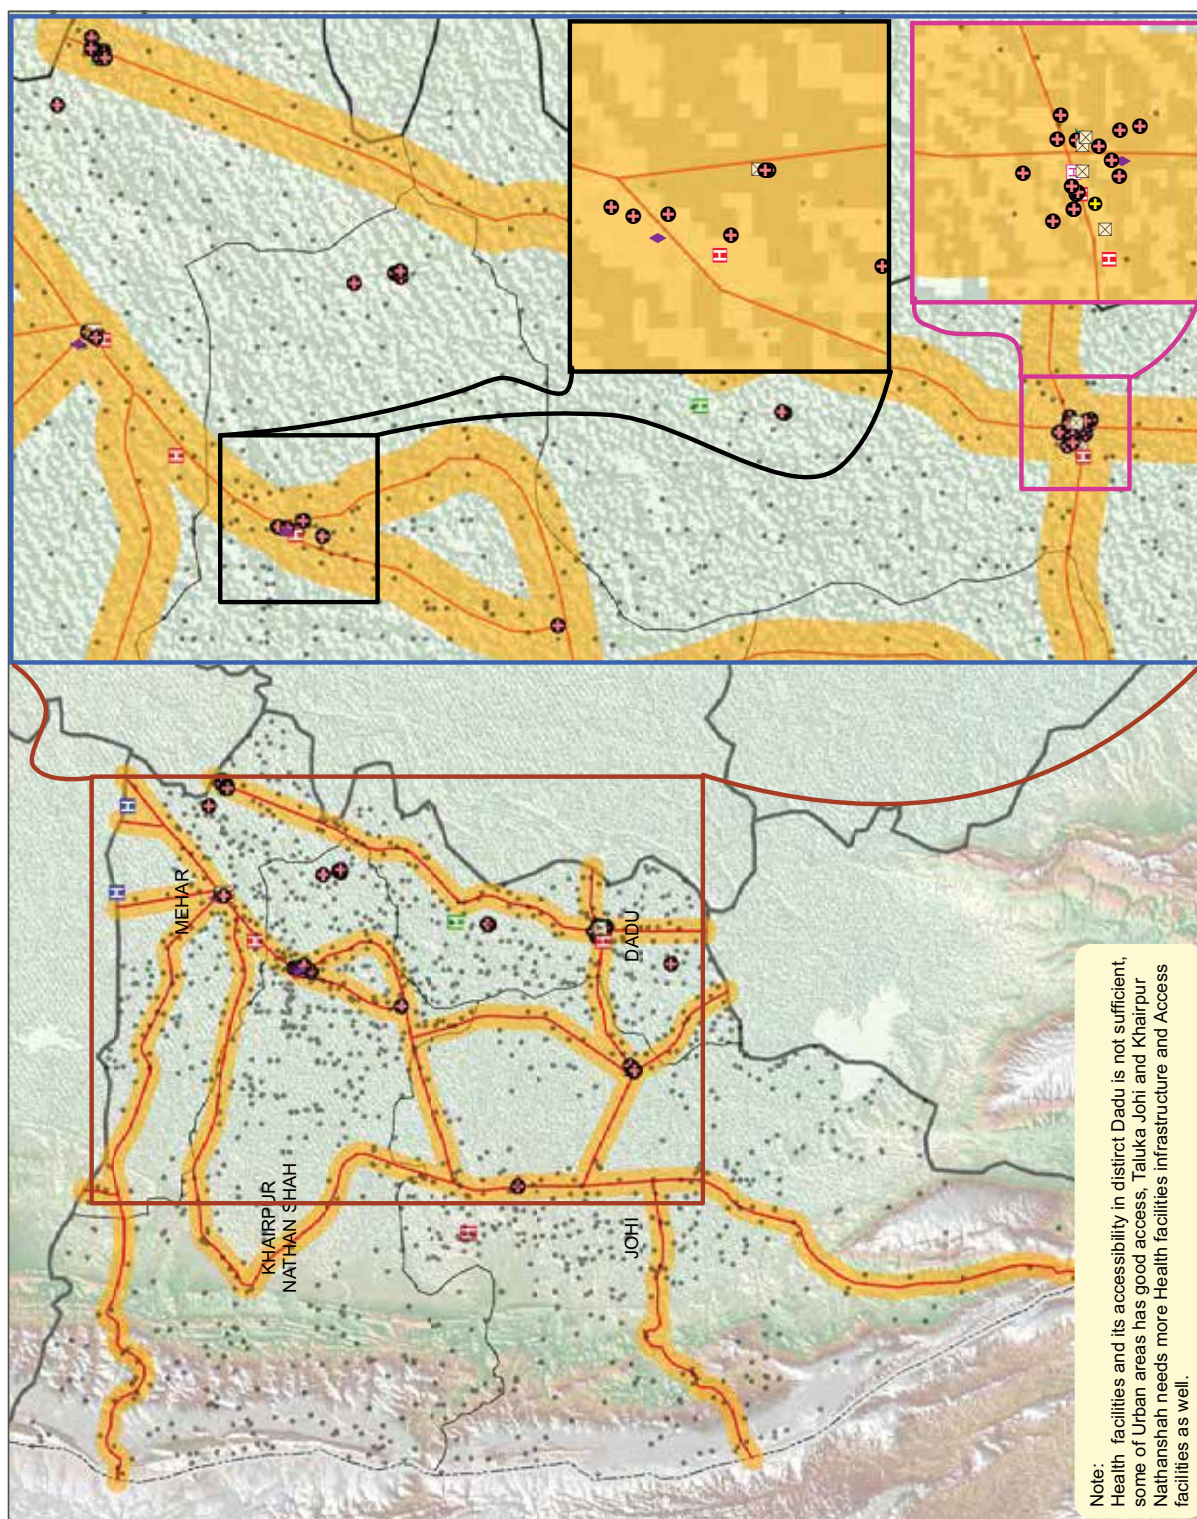 MEHAR
KHAIRPUR
NATHAN SHAH
DADU
JOHI
Note:
Health facilities and its accessibility in distirct Dadu is not sufficient,
some of Urban areas has good access, Taluka Johi and Khairpur
Nathanshah needs more Health facilities infrastructure and Access
facilities as well.